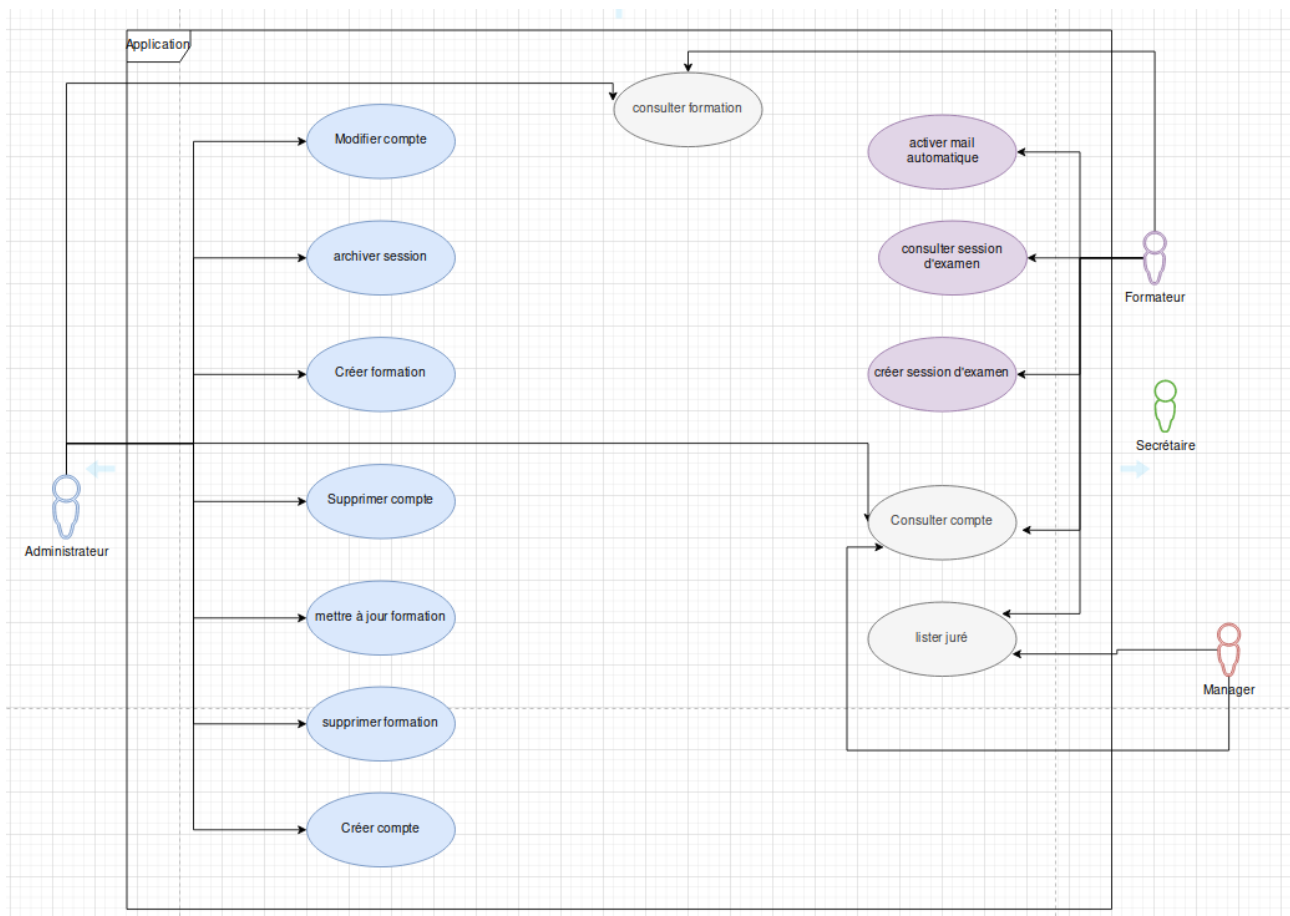 Application
consulter formation
Modifier compte
activer mail
automatique
archiver session
consulter session
d'examen
Formateur
Créer formation
créer session d'examen
Secrétaire
Supprimer compte
Consulter compte
Administrateur
mettre à jour formation
lister juré
Manager
supprimer formation
Créer compte